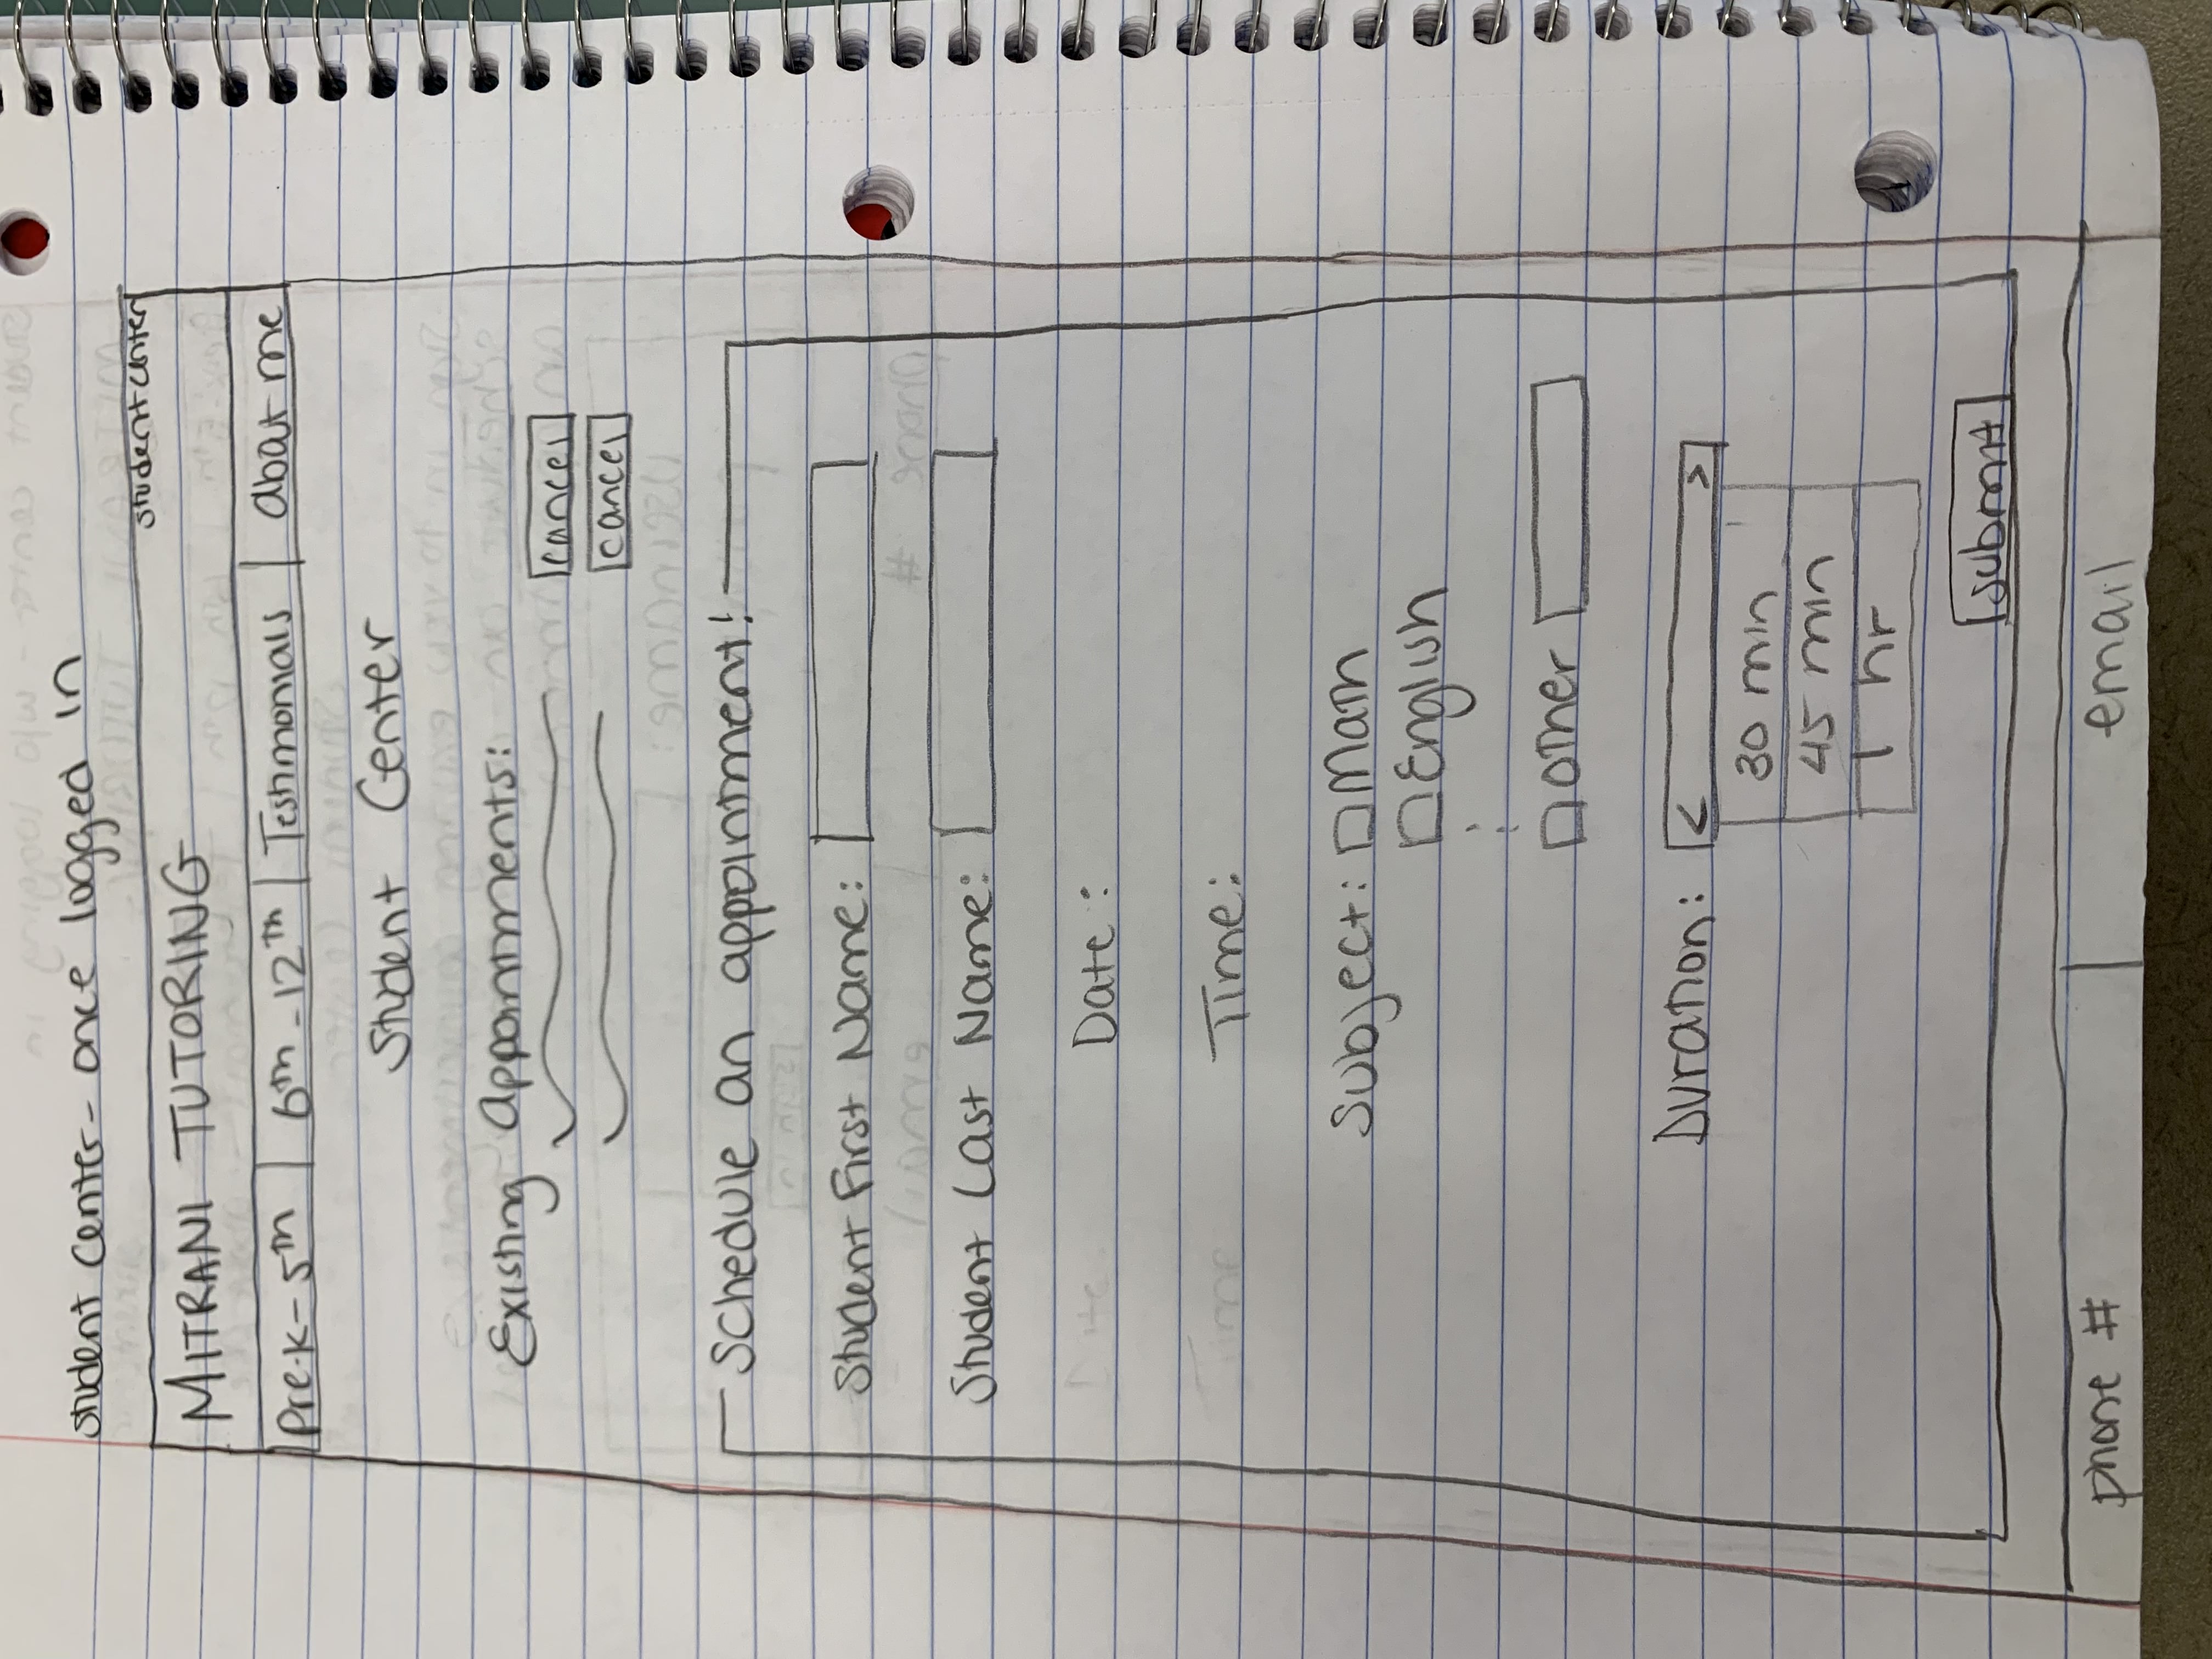 Student Center - once logged in
Student Center
MITRANI TUTORING
Pre-K - 5th | 6th - 12th | Testimonials | About me
Student Center
Existing Appointments:
cancel
cancel
Schedule an appointment!
Student First Name:
Student Last Name:
Date:
Time:
Subject: Math
English
Other
Duration: < >
30 min
45 min
1 hr
Submit
phone # | email